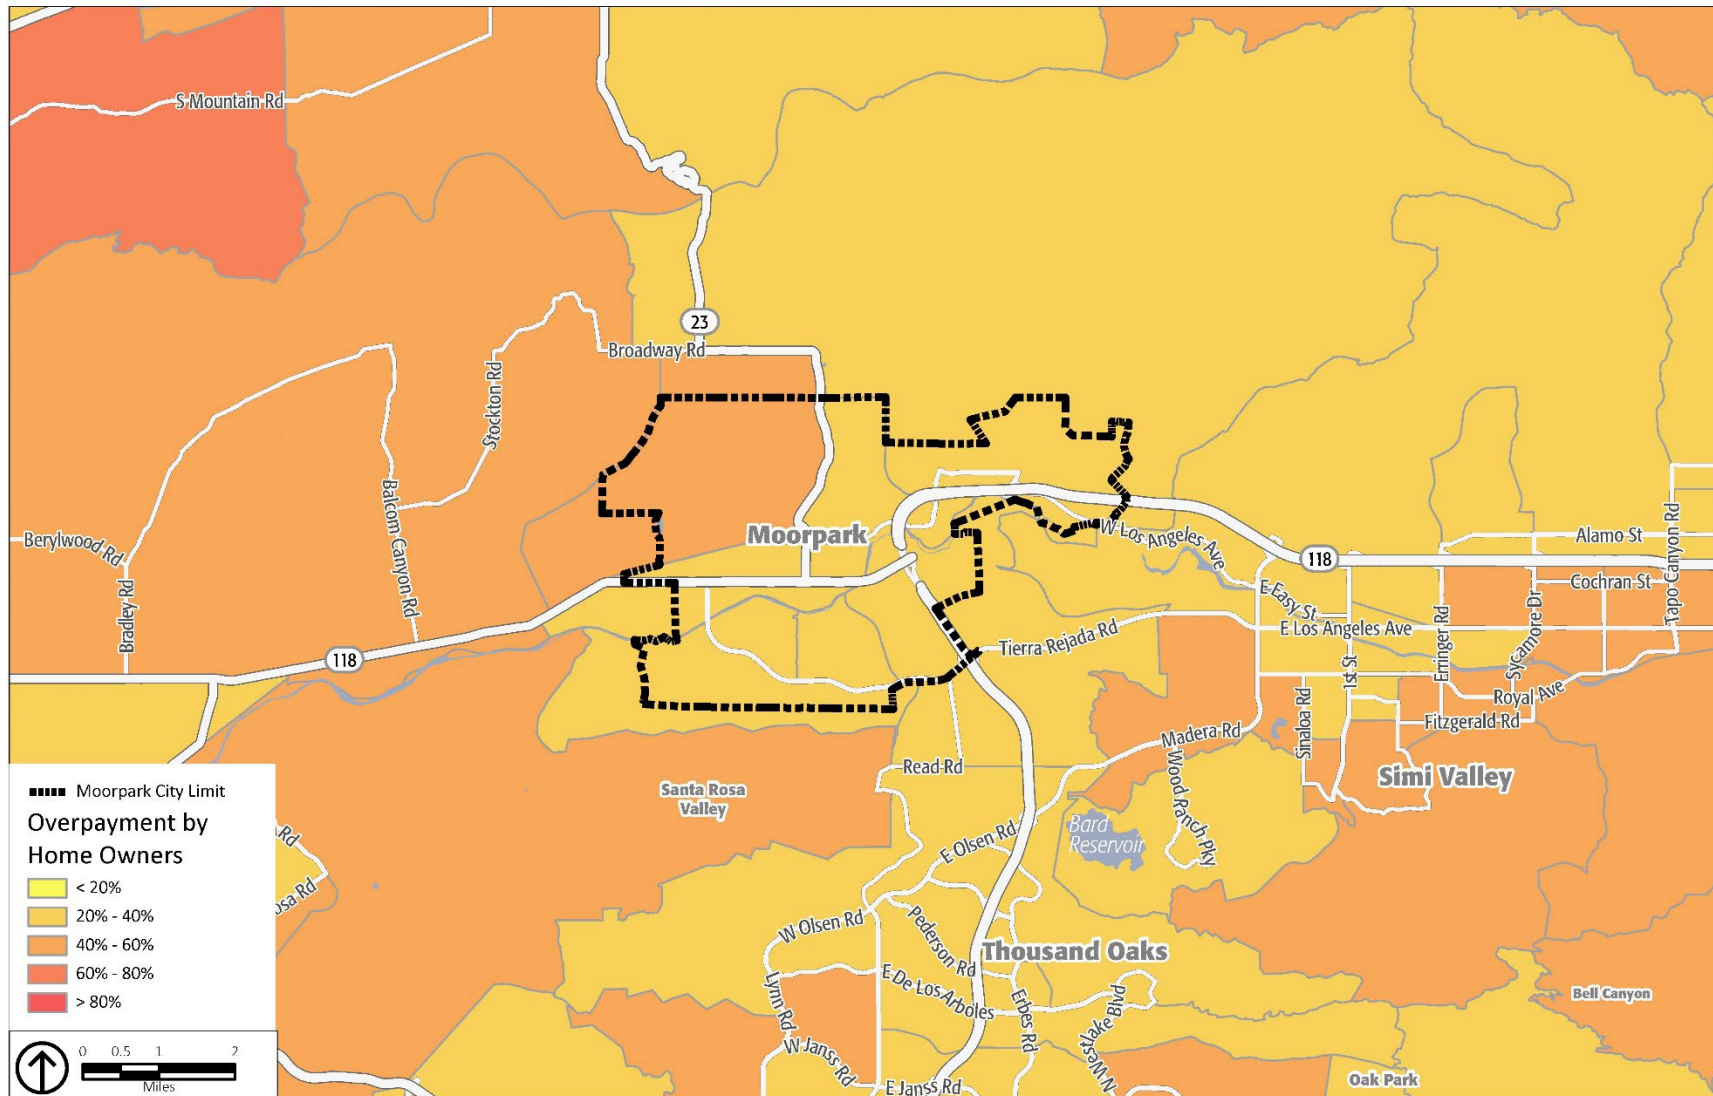 S Mountain Rd
23
Broadway Rd
Stockton Rd
Balcom Canyon Rd
Berylwood Rd
Bradley Rd
118
Moorpark
W Los Angeles Ave
118
Alamo St
Tapo Canyon Rd
Cochran St
E Easy St
E Los Angeles Ave
Erringer Rd
Sycamore Dr
1st St
Tierra Rejada Rd
Royal Ave
Sinaloa Rd
Fitzgerald Rd
Madera Rd
Wood Ranch Pky
Simi Valley
Read Rd
Santa Rosa
Valley
Bard
Reservoir
E Olsen Rd
W Olsen Rd
Pederson Rd
Thousand Oaks
E De Los Arboles
Erbes Rd
N Westlake Blvd
Lynn Rd
W Janss Rd
E Janss Rd
Bell Canyon
Oak Park
Rd
osa Rd
Moorpark City Limit
Overpayment by
Home Owners
< 20%
20% - 40%
40% - 60%
60% - 80%
> 80%
0 0.5 1 2
Miles